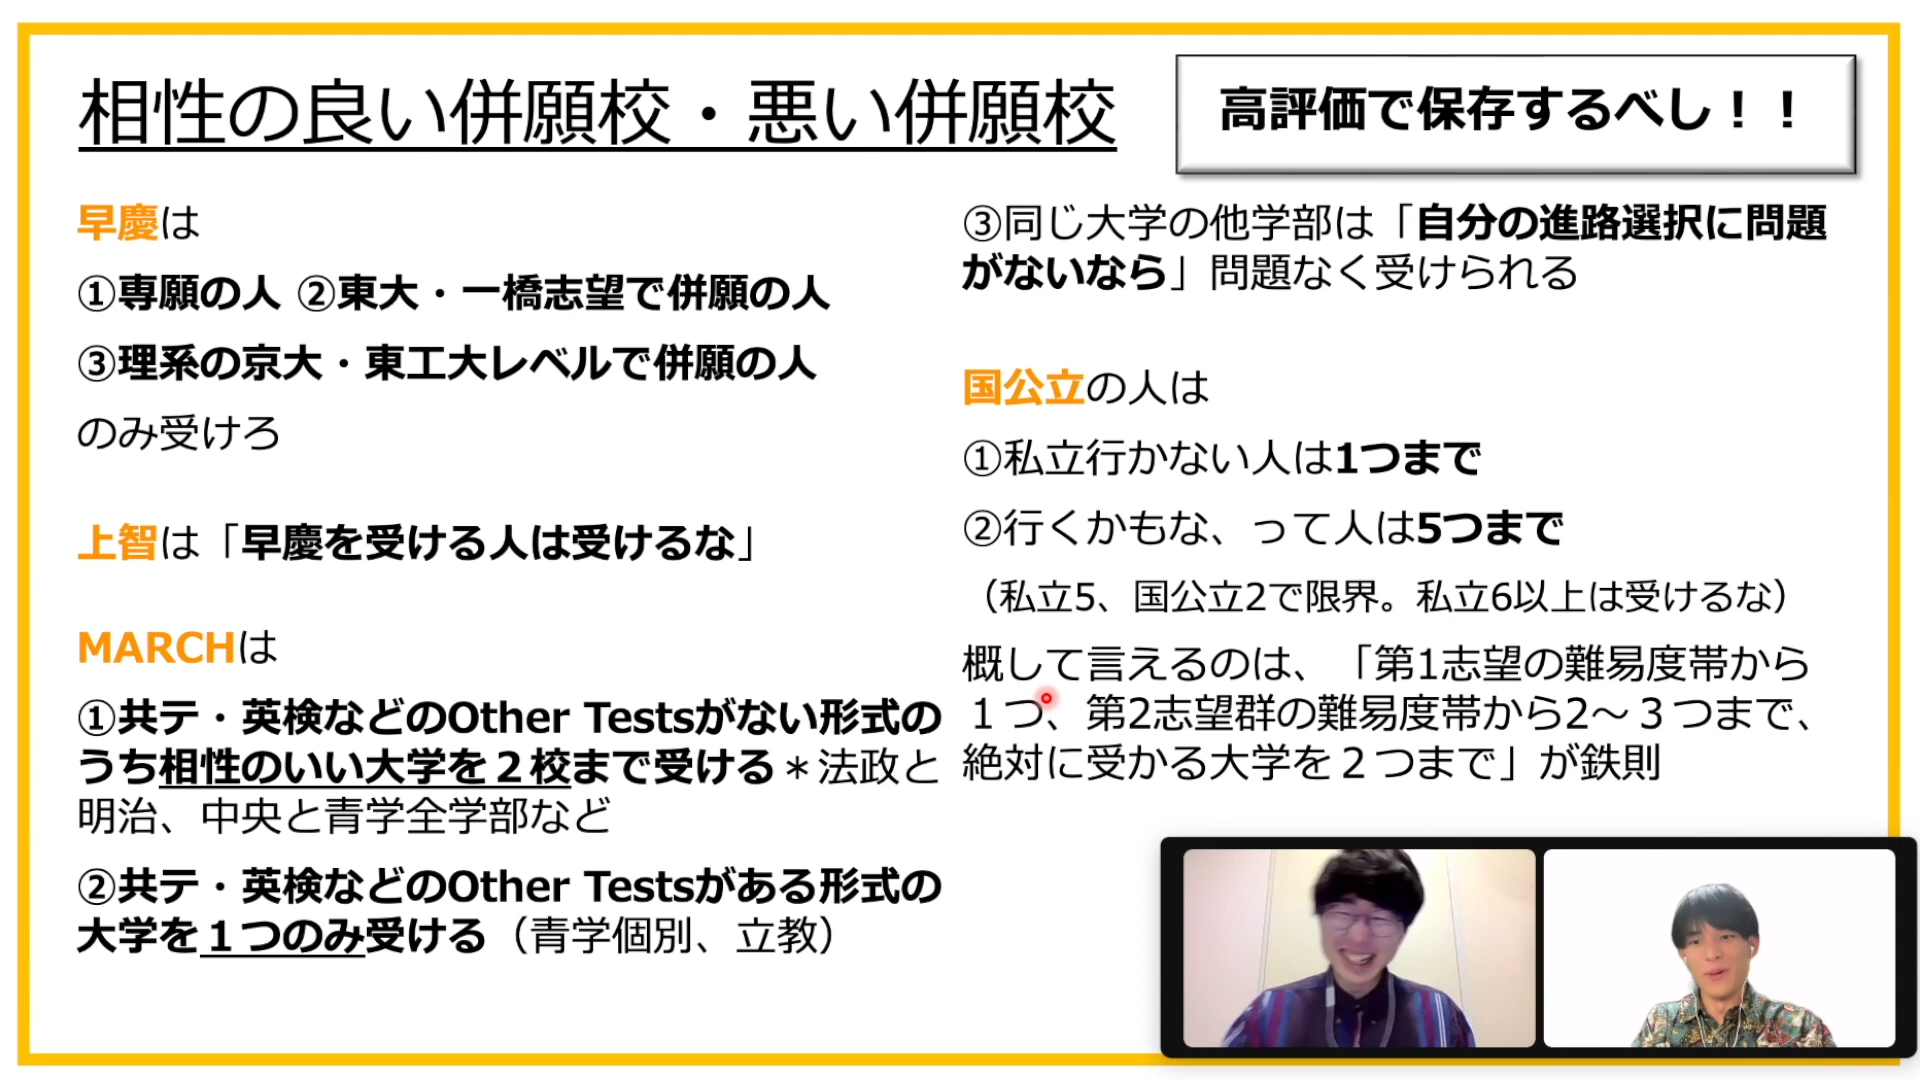 相性の良い併願校・悪い併願校
高評価で保存するべし！！
早慶は
①専願の人 ②東大・一橋志望で併願の人
③理系の京大・東工大レベルで併願の人
のみ受けろ
上智は「早慶を受ける人は受けるな」
MARCHは
①共テ・英検などのOther Testsがない形式の
うち相性のいい大学を２校まで受ける＊法政と
明治、中央と青学全学部など
②共テ・英検などのOther Testsがある形式の
大学を１つのみ受ける（青学個別、立教）
③同じ大学の他学部は「自分の進路選択に問題
がないなら」問題なく受けられる
国公立の人は
①私立行かない人は1つまで
②行くかもな、って人は5つまで
（私立5、国公立2で限界。私立6以上は受けるな）
概して言えるのは、「第1志望の難易度帯から
１つ、第2志望群の難易度帯から2～３つまで、
絶対に受かる大学を２つまで」が鉄則